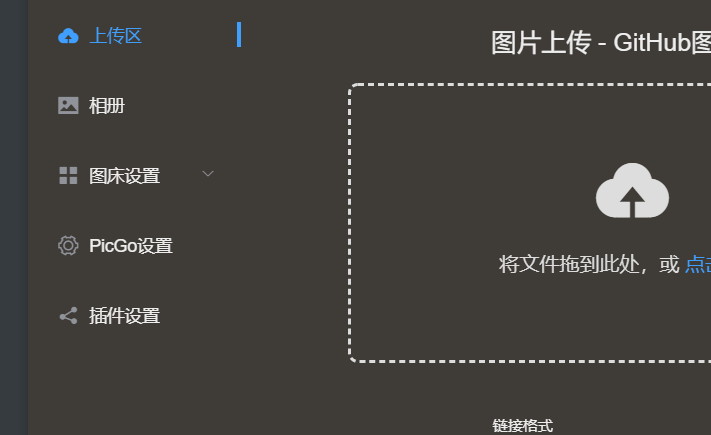 上传区
相册
图床设置
PicGo设置
插件设置
图片上传 - GitHub图
将文件拖到此处，或 点击
链接格式